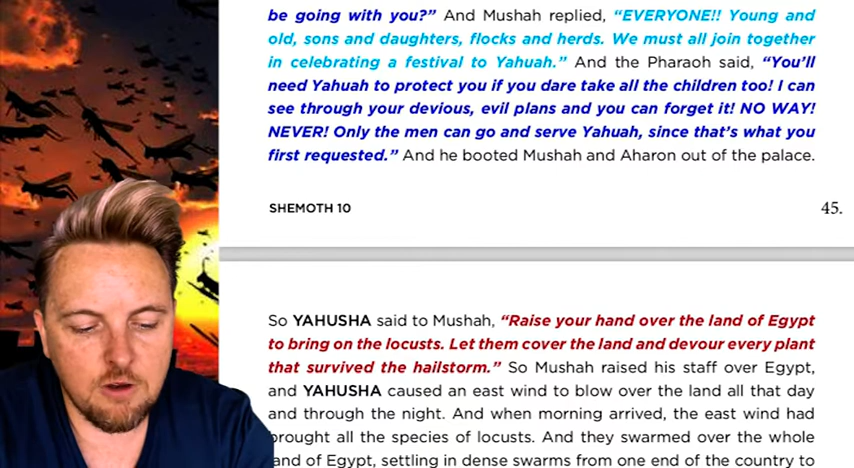 be going with you?” And Mushah replied, “EVERYONE!! Young and
old, sons and daughters, flocks and herds. We must all join together
in celebrating a festival to Yahuah.” And the Pharaoh said, “You’ll
need Yahuah to protect you if you dare take all the children too! I can
see through your devious, evil plans and you can forget it! NO WAY!
NEVER! Only the men can go and serve Yahuah, since that’s what you
first requested.” And he booted Mushah and Aharon out of the palace.
SHEMOTH 10 45.
So YAHUSHA said to Mushah, “Raise your hand over the land of Egypt
to bring on the locusts. Let them cover the land and devour every plant
that survived the hailstorm.” So Mushah raised his staff over Egypt,
and YAHUSHA caused an east wind to blow over the land all that day
and through the night. And when morning arrived, the east wind had
brought all the species of locusts. And they swarmed over the whole
land of Egypt, settling in dense swarms from one end of the country to